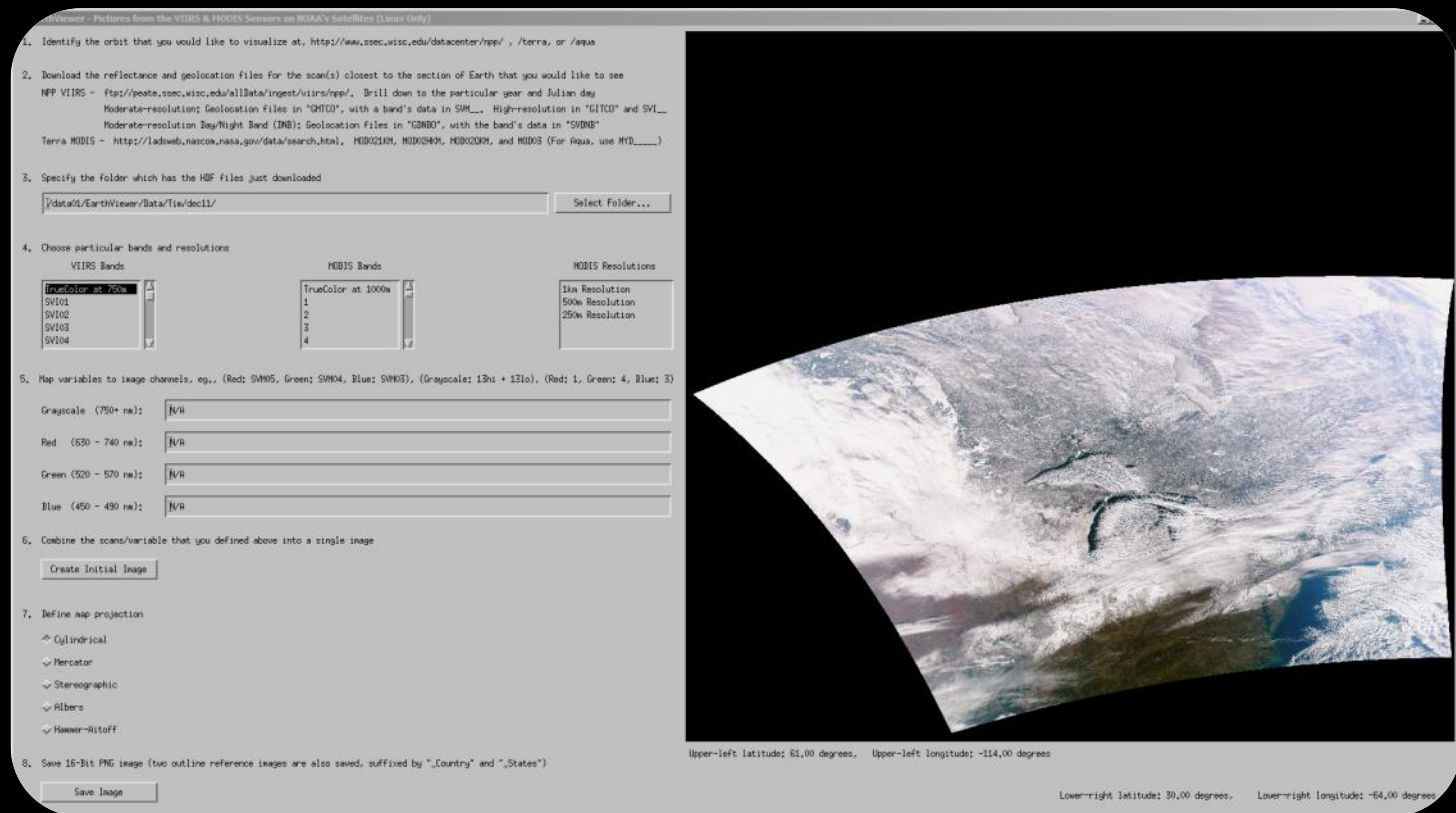 thViewer - Pictures from the VIIRS & MODIS Sensors on NOAA's Satellites (Linux Only)
1. Identify the orbit that you would like to visualize at, http://www.ssec.wisc.edu/datacenter/npp/ , /terra, or /aqua
2. Download the reflectance and geolocation files for the scan(s) closest to the section of Earth that you would like to see
NPP VIIRS - ftp://peate.ssec.wisc.edu/allData/ingest/viirs/npp/. Drill down to the particular year and Julian day
Moderate-resolution: Geolocation files in "GMTCO", with a band's data in SVM__. High-resolution in "GITCO" and SVI__
Moderate-resolution Day/Night Band (DNB): Geolocation files in "GDNBO", with the band's data in "SVDNB"
Terra MODIS - http://ladsweb.nascom.nasa.gov/data/search.html. MOD021KM, MOD02HKM, MOD02QKM, and MOD03 (For Aqua, use MYD_____)
3. Specify the folder which has the HDF files just downloaded
/data01/EarthViewer/Data/Tim/dec11/
Select Folder...
4. Choose particular bands and resolutions
VIIRS Bands MODIS Bands MODIS Resolutions
TrueColor at 750m TrueColor at 1000m 1km Resolution
SVI01 1 500m Resolution
SVI02 2 250m Resolution
SVI03 3
SVI04 4
5. Map variables to image channels, eg., (Red: SVM05, Green: SVM04, Blue: SVM03), (Grayscale: 13hi + 13lo), (Red: 1, Green: 4, Blue: 3)
Grayscale (750+ nm): N/A
Red (630 - 740 nm): N/A
Green (520 - 570 nm): N/A
Blue (450 - 490 nm): N/A
6. Combine the scans/variable that you defined above into a single image
Create Initial Image
7. Define map projection
Cylindrical
Mercator
Stereographic
Albers
Hammer-Aitoff
8. Save 16-Bit PNG image (two outline reference images are also saved, suffixed by "_Country" and "_States")
Save Image
Upper-left latitude: 61.00 degrees, Upper-left longitude: -114.00 degrees
Lower-right latitude: 30.00 degrees, Lower-right longitude: -64.00 degrees